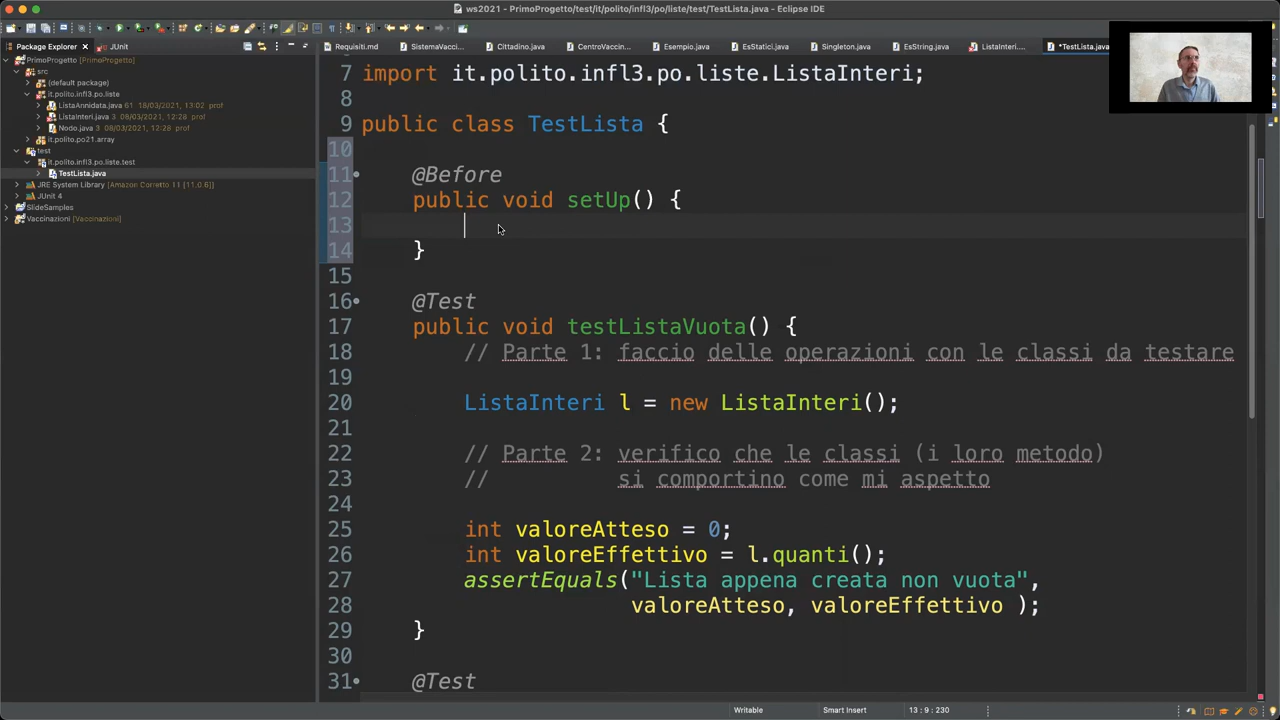 ws2021 - PrimoProgetto/test/it/polito/infl3/po/liste/test/TestLista.java - Eclipse IDE
Package Explorer
JUnit
Requisiti.md
SistemaVacci...
Cittadino.java
CentroVaccin...
Esempio.java
EsStatici.java
Singleton.java
EsString.java
ListaInteri....
*TestLista.java
PrimoProgetto [PrimoProgetto]
src
(default package)
it.polito.infl3.po.liste
ListaAnnidata.java 61 18/03/2021, 13:02 prof
ListaInteri.java 3 08/03/2021, 12:28 prof
Nodo.java 3 08/03/2021, 12:28 prof
it.polito.po21.array
test
it.polito.infl3.po.liste.test
TestLista.java
JRE System Library [Amazon Corretto 11 [11.0.6]]
JUnit 4
SlideSamples
Vaccinazioni [Vaccinazioni]
7 import it.polito.infl3.po.liste.ListaInteri;
8
9 public class TestLista {
10
11 @Before
12 public void setUp() {
13
14 }
15
16 @Test
17 public void testListaVuota() {
18 // Parte 1: faccio delle operazioni con le classi da testare
19
20 ListaInteri l = new ListaInteri();
21
22 // Parte 2: verifico che le classi (i loro metodo)
23 // si comportino come mi aspetto
24
25 int valoreAtteso = 0;
26 int valoreEffettivo = l.quanti();
27 assertEquals("Lista appena creata non vuota",
28 valoreAtteso, valoreEffettivo );
29 }
30
31 @Test
Writable
Smart Insert
13 : 9 : 230